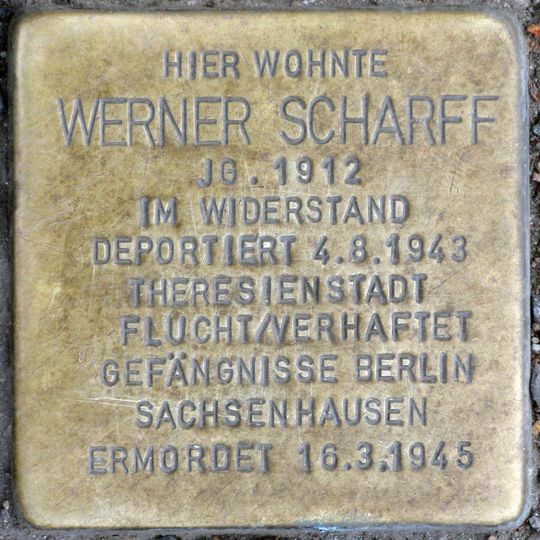 HIER WOHNTE
WERNER SCHARFF
JG. 1912
IM WIDERSTAND
DEPORTIERT 4.8.1943
THERESIENSTADT
FLUCHT/VERHAFTET
GEFÄNGNISSE BERLIN
SACHSENHAUSEN
ERMORDET 16.3.1945